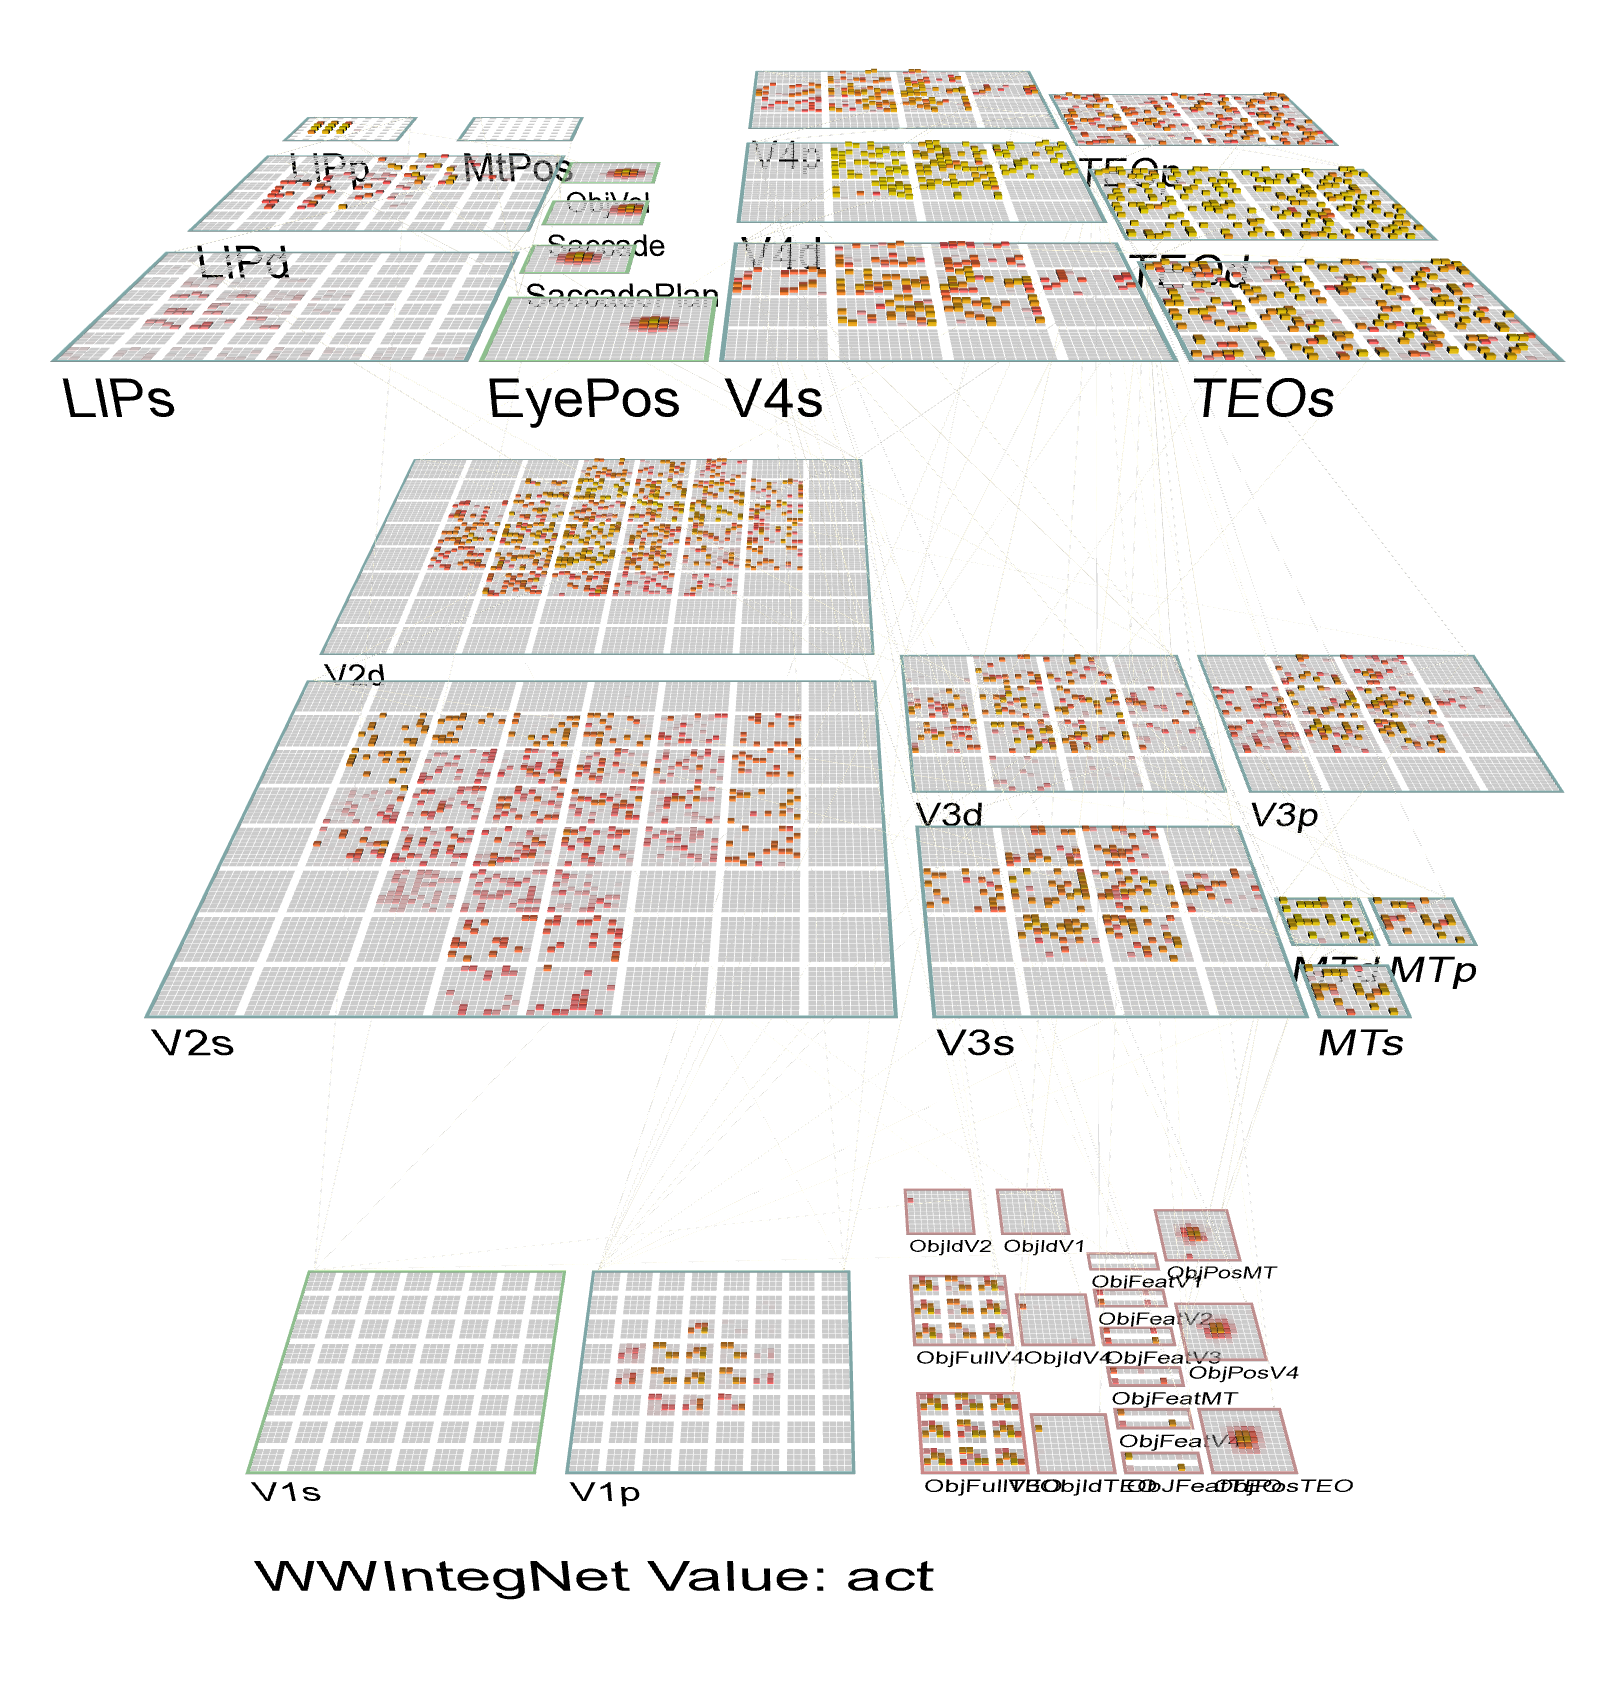 V4p
TEOp
LIPp
MtPos
ObjVel
Saccade
V4d
TEOd
LIPd
SaccadePlan
LIPs
EyePos
V4s
TEOs
V2d
V3d
V3p
MTd
MTp
V2s
V3s
MTs
ObjIdV2
ObjIdV1
ObjFeatV1
ObjPosMT
ObjFeatV2
ObjFullV4
ObjIdV4
ObjFeatV3
ObjPosV4
ObjFeatMT
ObjFeatV4
V1s
V1p
ObjIdTEO
ObjPosTEO
WWIntegNet Value: act